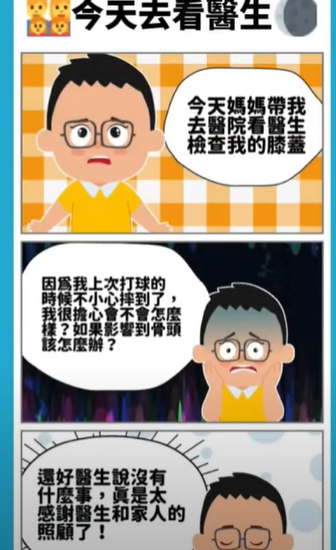 今天去看醫生
今天媽媽帶我
去醫院看醫生
檢查我的膝蓋
因為我上次打球的
時候不小心摔到了，
我很擔心會不會怎麼
樣？如果影響到骨頭
該怎麼辦？
還好醫生說沒有
什麼事，真是太
感謝醫生和家人的
照顧了！